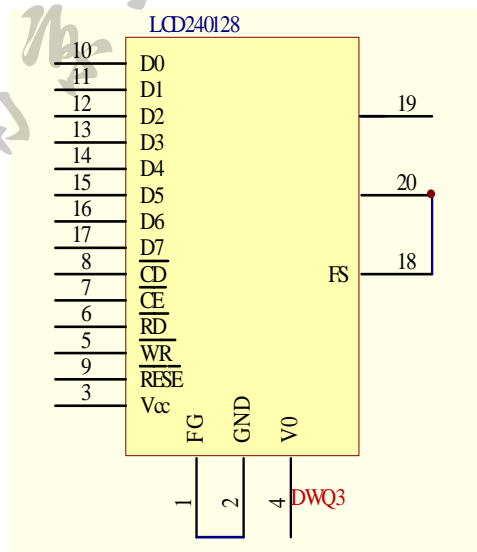 LCD240128
10 D0
11 D1
12 D2 19
13 D3
14 D4
15 D5 20
16 D6
17 D7
8 CD FS 18
7 CE
6 RD
5 WR
9 RESE
3 Vcc
FG GND V0
1 2 4 DWQ3